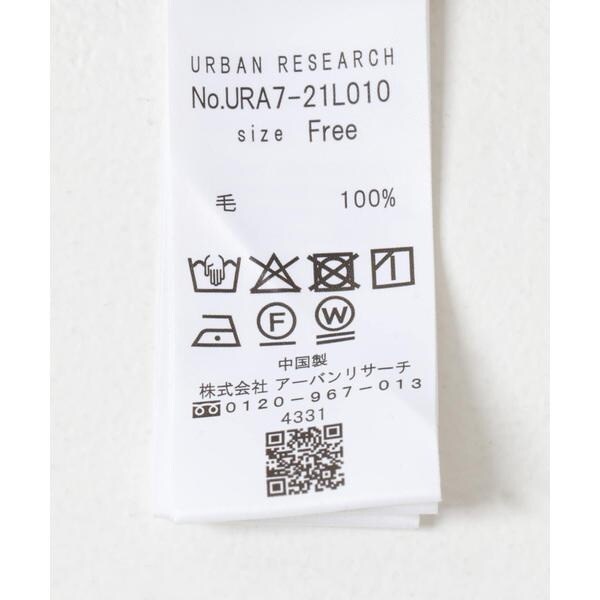 URBAN RESEARCH
No.URA7-21L010
size Free
毛 100%
F W
中国製
株式会社 アーバンリサーチ
0120-967-013
4331